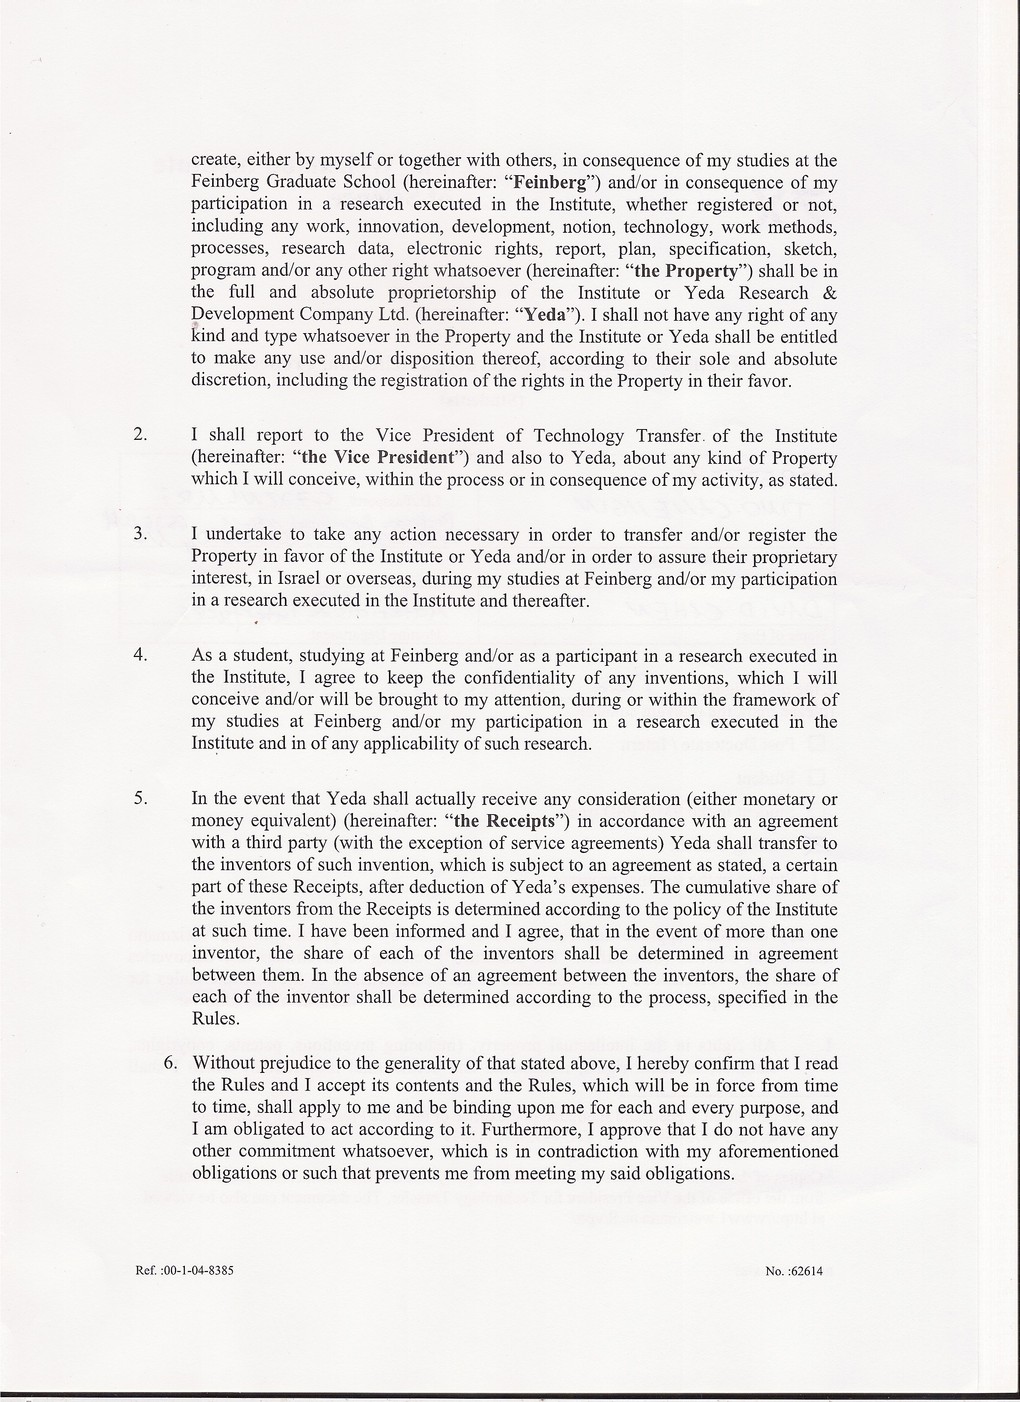 create, either by myself or together with others, in consequence of my studies at the
Feinberg Graduate School (hereinafter: “Feinberg”) and/or in consequence of my
participation in a research executed in the Institute, whether registered or not,
including any work, innovation, development, notion, technology, work methods,
processes, research data, electronic rights, report, plan, specification, sketch,
program and/or any other right whatsoever (hereinafter: “the Property”) shall be in
the full and absolute proprietorship of the Institute or Yeda Research &
Development Company Ltd. (hereinafter: “Yeda”). I shall not have any right of any
kind and type whatsoever in the Property and the Institute or Yeda shall be entitled
to make any use and/or disposition thereof, according to their sole and absolute
discretion, including the registration of the rights in the Property in their favor.
2. I shall report to the Vice President of Technology Transfer of the Institute
(hereinafter: “the Vice President”) and also to Yeda, about any kind of Property
which I will conceive, within the process or in consequence of my activity, as stated.
3. I undertake to take any action necessary in order to transfer and/or register the
Property in favor of the Institute or Yeda and/or in order to assure their proprietary
interest, in Israel or overseas, during my studies at Feinberg and/or my participation
in a research executed in the Institute and thereafter.
4. As a student, studying at Feinberg and/or as a participant in a research executed in
the Institute, I agree to keep the confidentiality of any inventions, which I will
conceive and/or will be brought to my attention, during or within the framework of
my studies at Feinberg and/or my participation in a research executed in the
Institute and in of any applicability of such research.
5. In the event that Yeda shall actually receive any consideration (either monetary or
money equivalent) (hereinafter: “the Receipts”) in accordance with an agreement
with a third party (with the exception of service agreements) Yeda shall transfer to
the inventors of such invention, which is subject to an agreement as stated, a certain
part of these Receipts, after deduction of Yeda’s expenses. The cumulative share of
the inventors from the Receipts is determined according to the policy of the Institute
at such time. I have been informed and I agree, that in the event of more than one
inventor, the share of each of the inventors shall be determined in agreement
between them. In the absence of an agreement between the inventors, the share of
each of the inventor shall be determined according to the process, specified in the
Rules.
6. Without prejudice to the generality of that stated above, I hereby confirm that I read
the Rules and I accept its contents and the Rules, which will be in force from time
to time, shall apply to me and be binding upon me for each and every purpose, and
I am obligated to act according to it. Furthermore, I approve that I do not have any
other commitment whatsoever, which is in contradiction with my aforementioned
obligations or such that prevents me from meeting my said obligations.
Ref. :00-1-04-8385 No. :62614